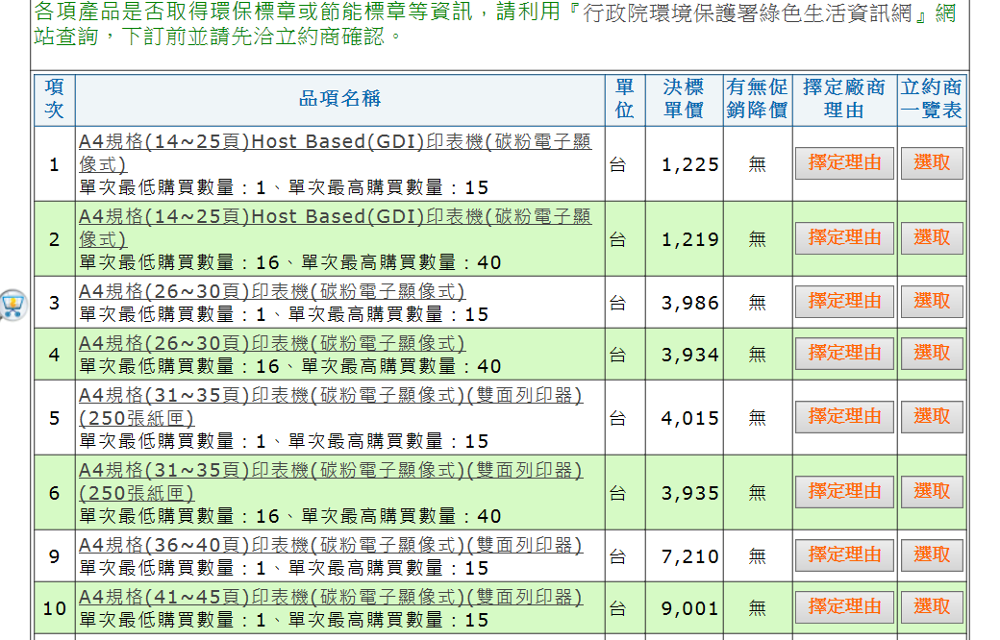 各項產品是否取得環保標章或節能標章等資訊，請利用『行政院環境保護署綠色生活資訊網』網
站查詢，下訂前並請先洽立約商確認。
項次 品項名稱 單位 決標單價 有無促銷降價 擇定廠商理由 立約商一覽表
1 A4規格(14~25頁)Host Based(GDI)印表機(碳粉電子顯
像式)
單次最低購買數量：1、單次最高購買數量：15 台 1,225 無 擇定理由 選取
2 A4規格(14~25頁)Host Based(GDI)印表機(碳粉電子顯
像式)
單次最低購買數量：16、單次最高購買數量：40 台 1,219 無 擇定理由 選取
3 A4規格(26~30頁)印表機(碳粉電子顯像式)
單次最低購買數量：1、單次最高購買數量：15 台 3,986 無 擇定理由 選取
4 A4規格(26~30頁)印表機(碳粉電子顯像式)
單次最低購買數量：16、單次最高購買數量：40 台 3,934 無 擇定理由 選取
5 A4規格(31~35頁)印表機(碳粉電子顯像式)(雙面列印器)
(250張紙匣)
單次最低購買數量：1、單次最高購買數量：15 台 4,015 無 擇定理由 選取
6 A4規格(31~35頁)印表機(碳粉電子顯像式)(雙面列印器)
(250張紙匣)
單次最低購買數量：16、單次最高購買數量：40 台 3,935 無 擇定理由 選取
9 A4規格(36~40頁)印表機(碳粉電子顯像式)(雙面列印器)
單次最低購買數量：1、單次最高購買數量：15 台 7,210 無 擇定理由 選取
10 A4規格(41~45頁)印表機(碳粉電子顯像式)(雙面列印器)
單次最低購買數量：1、單次最高購買數量：15 台 9,001 無 擇定理由 選取